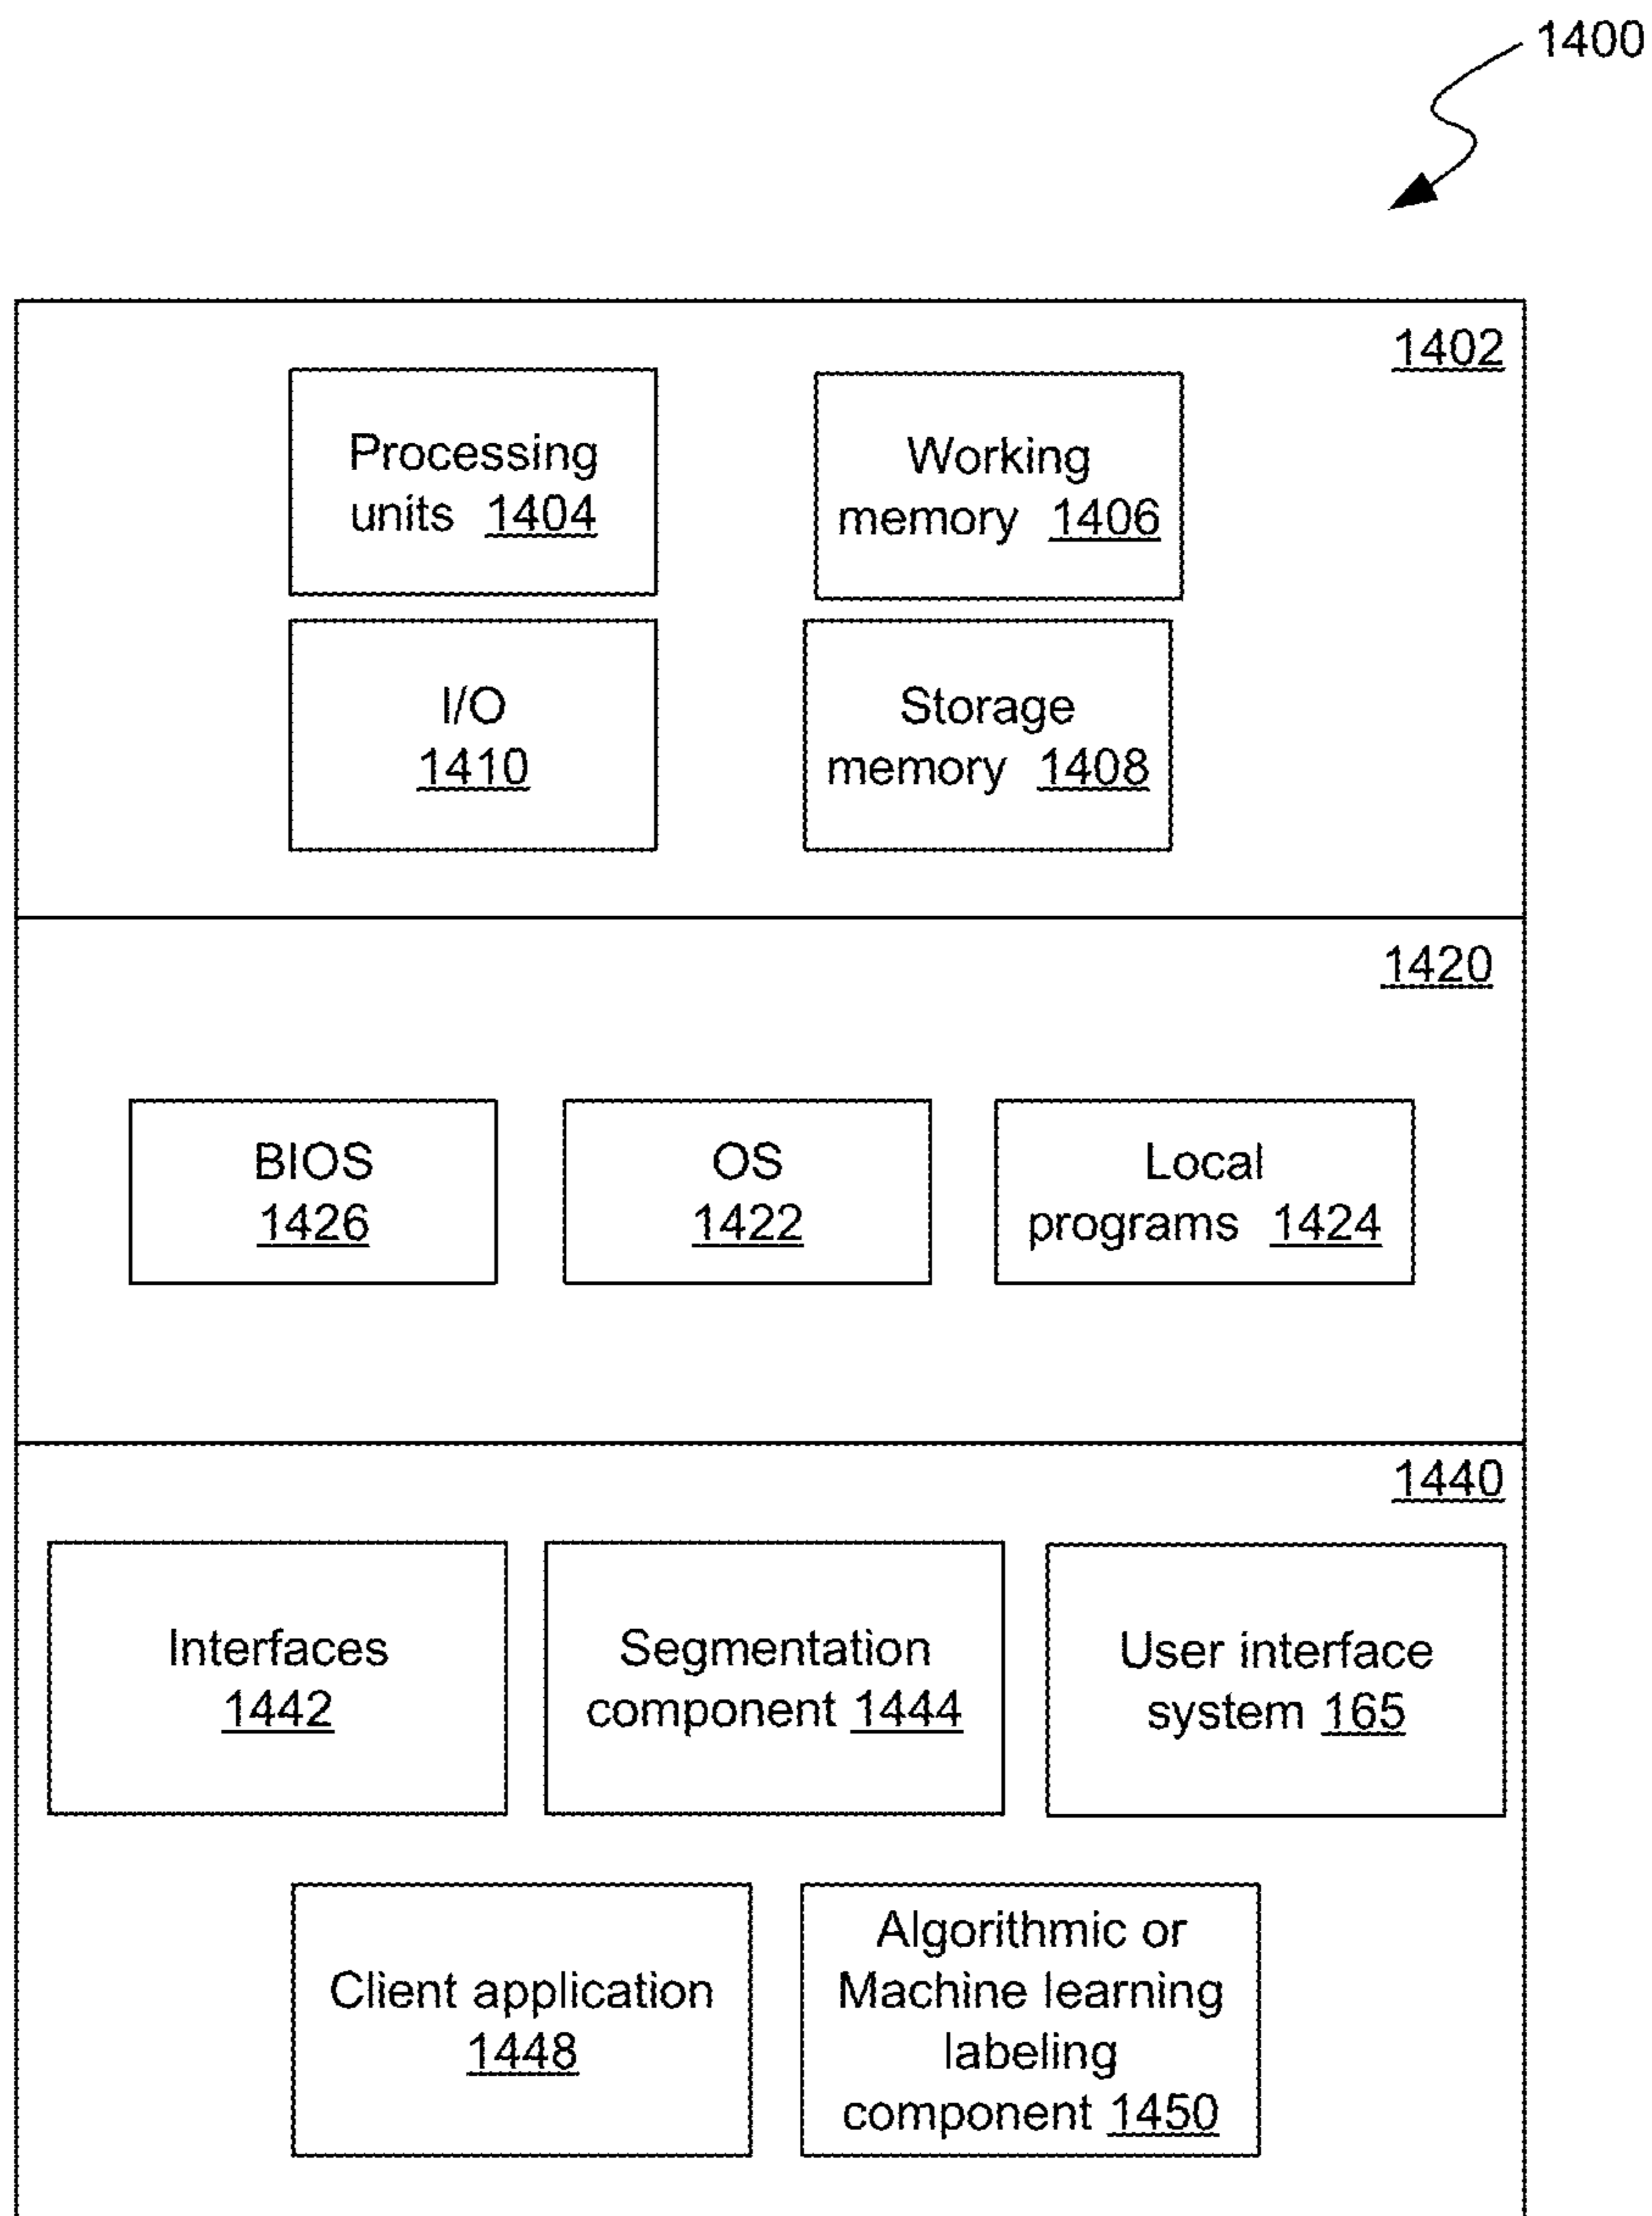 1400
1402
Processing
units 1404
Working
memory 1406
I/O
1410
Storage
memory 1408
1420
BIOS
1426
OS
1422
Local
programs 1424
1440
Interfaces
1442
Segmentation
component 1444
User interface
system 165
Client application
1448
Algorithmic or
Machine learning
labeling
component 1450